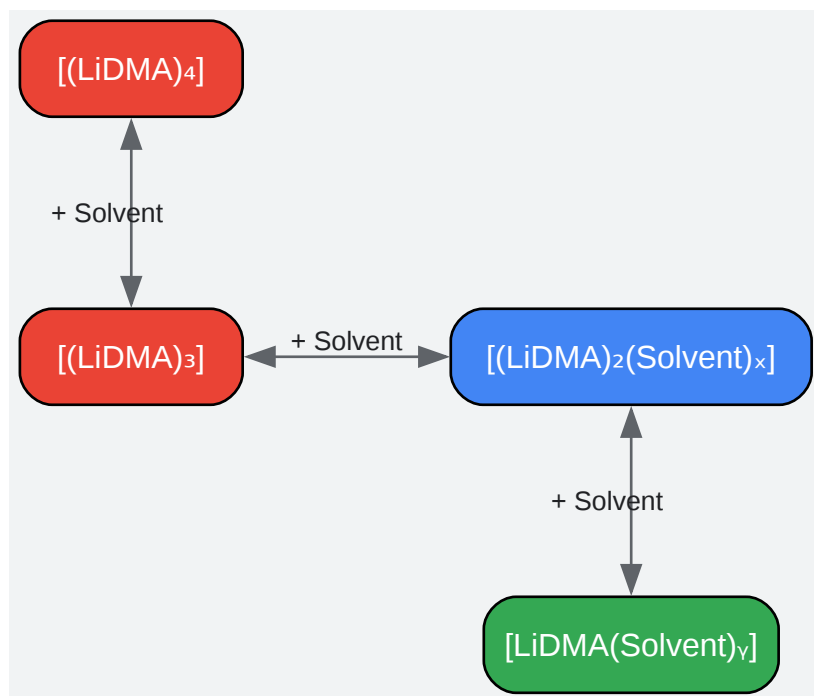 [(LiDMA)₄]
+ Solvent
[(LiDMA)₃]
+ Solvent
[(LiDMA)₂(Solvent)ₓ]
+ Solvent
[LiDMA(Solvent)ᵧ]